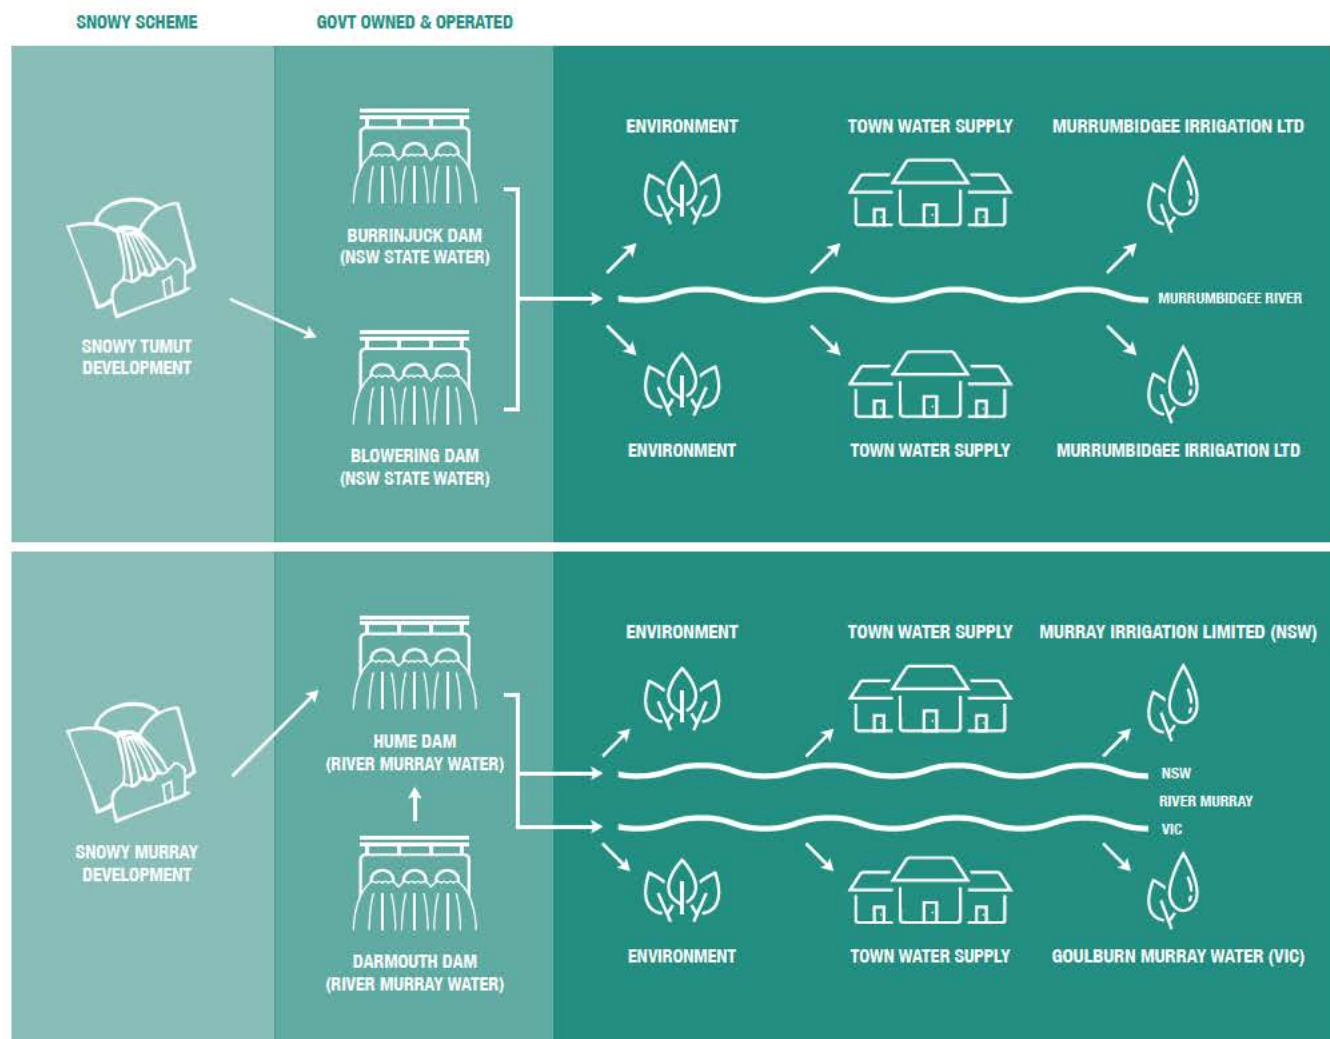 SNOWY SCHEME
GOVT OWNED & OPERATED
SNOWY TUMUT
DEVELOPMENT
BURRINJUCK DAM
(NSW STATE WATER)
BLOWERING DAM
(NSW STATE WATER)
ENVIRONMENT
TOWN WATER SUPPLY
MURRUMBIDGEE IRRIGATION LTD
MURRUMBIDGEE RIVER
ENVIRONMENT
TOWN WATER SUPPLY
MURRUMBIDGEE IRRIGATION LTD
SNOWY MURRAY
DEVELOPMENT
HUME DAM
(RIVER MURRAY WATER)
DARMOUTH DAM
(RIVER MURRAY WATER)
ENVIRONMENT
TOWN WATER SUPPLY
MURRAY IRRIGATION LIMITED (NSW)
NSW
RIVER MURRAY
VIC
ENVIRONMENT
TOWN WATER SUPPLY
GOULBURN MURRAY WATER (VIC)